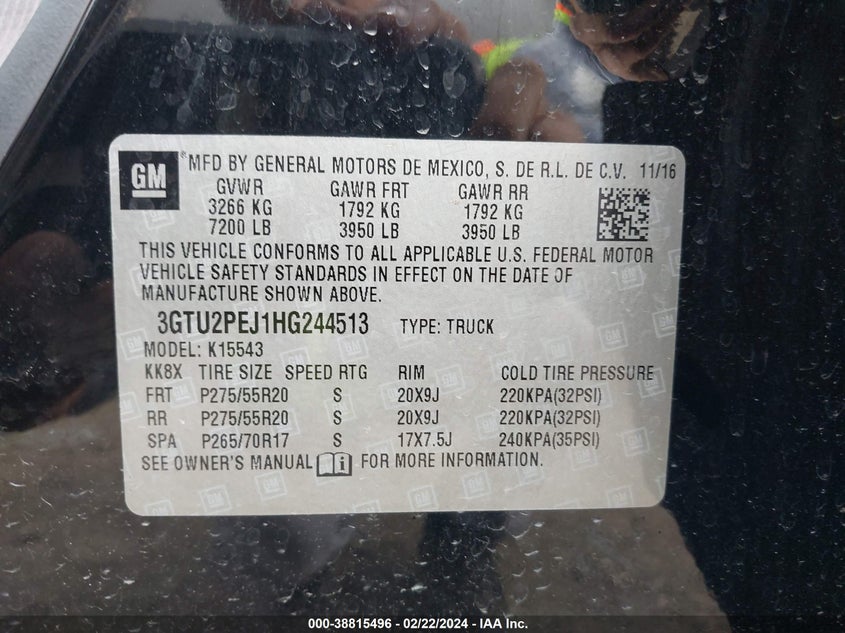 GM
® MFD BY GENERAL MOTORS DE MEXICO, S. DE R.L. DE C.V. 11/16
GVWR GAWR FRT GAWR RR
3266 KG 1792 KG 1792 KG
7200 LB 3950 LB 3950 LB
THIS VEHICLE CONFORMS TO ALL APPLICABLE U.S. FEDERAL MOTOR
VEHICLE SAFETY STANDARDS IN EFFECT ON THE DATE OF
MANUFACTURE SHOWN ABOVE.
3GTU2PEJ1HG244513 TYPE: TRUCK
MODEL: K15543
KK8X TIRE SIZE SPEED RTG RIM COLD TIRE PRESSURE
FRT P275/55R20 S 20X9J 220KPA(32PSI)
RR P275/55R20 S 20X9J 220KPA(32PSI)
SPA P265/70R17 S 17X7.5J 240KPA(35PSI)
SEE OWNER'S MANUAL FOR MORE INFORMATION.
000-38815496 - 02/22/2024 - IAA Inc.